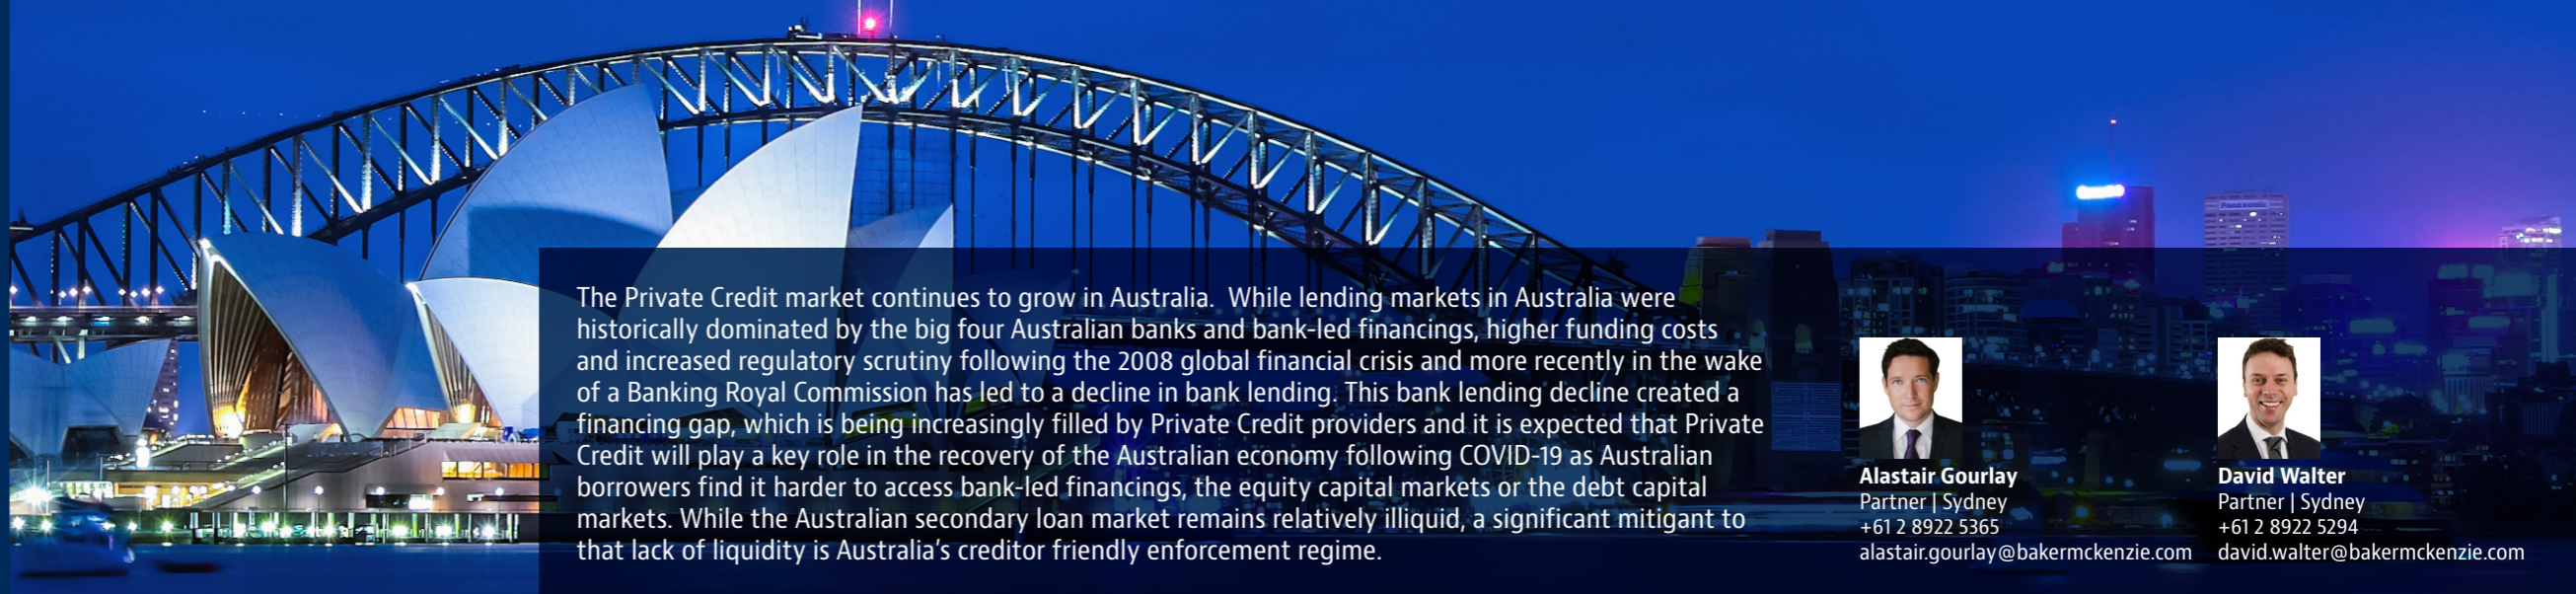 Panasonic
The Private Credit market continues to grow in Australia.  While lending markets in Australia were
historically dominated by the big four Australian banks and bank-led financings, higher funding costs
and increased regulatory scrutiny following the 2008 global financial crisis and more recently in the wake
of a Banking Royal Commission has led to a decline in bank lending. This bank lending decline created a
financing gap, which is being increasingly filled by Private Credit providers and it is expected that Private
Credit will play a key role in the recovery of the Australian economy following COVID-19 as Australian
borrowers find it harder to access bank-led financings, the equity capital markets or the debt capital
markets. While the Australian secondary loan market remains relatively illiquid, a significant mitigant to
that lack of liquidity is Australia’s creditor friendly enforcement regime.
Alastair Gourlay
Partner | Sydney
+61 2 8922 5365
alastair.gourlay@bakermckenzie.com
David Walter
Partner | Sydney
+61 2 8922 5294
david.walter@bakermckenzie.com